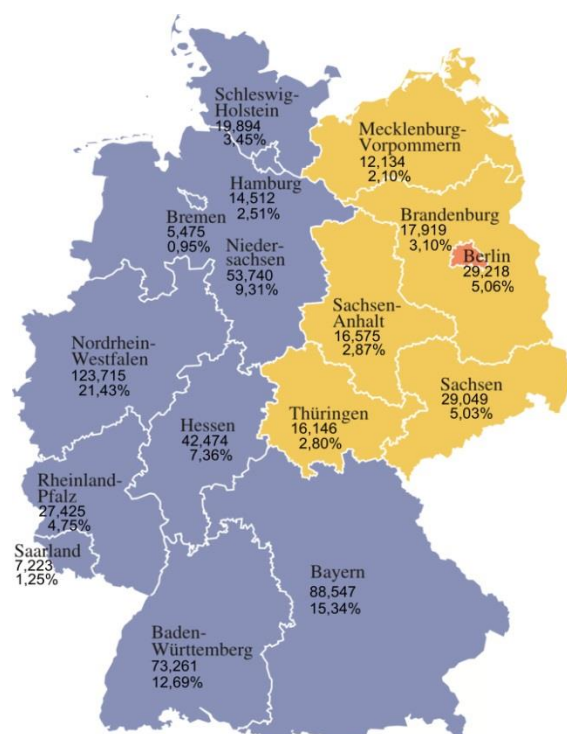 Schleswig-
Holstein
19,894
3,45%
Mecklenburg-
Vorpommern
12,134
2,10%
Hamburg
14,512
2,51%
Bremen
5,475
0,95%
Brandenburg
17,919
3,10%
Berlin
29,218
5,06%
Nieder-
sachsen
53,740
9,31%
Sachsen-
Anhalt
16,575
2,87%
Nordrhein-
Westfalen
123,715
21,43%
Sachsen
29,049
5,03%
Thüringen
16,146
2,80%
Hessen
42,474
7,36%
Rheinland-
Pfalz
27,425
4,75%
Saarland
7,223
1,25%
Bayern
88,547
15,34%
Baden-
Württemberg
73,261
12,69%